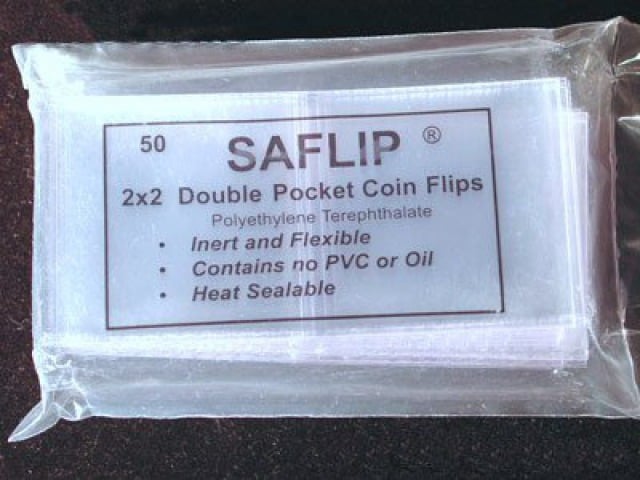 50
SAFLIP ®
2x2 Double Pocket Coin Flips
Polyethylene Terephthalate
• Inert and Flexible
• Contains no PVC or Oil
• Heat Sealable